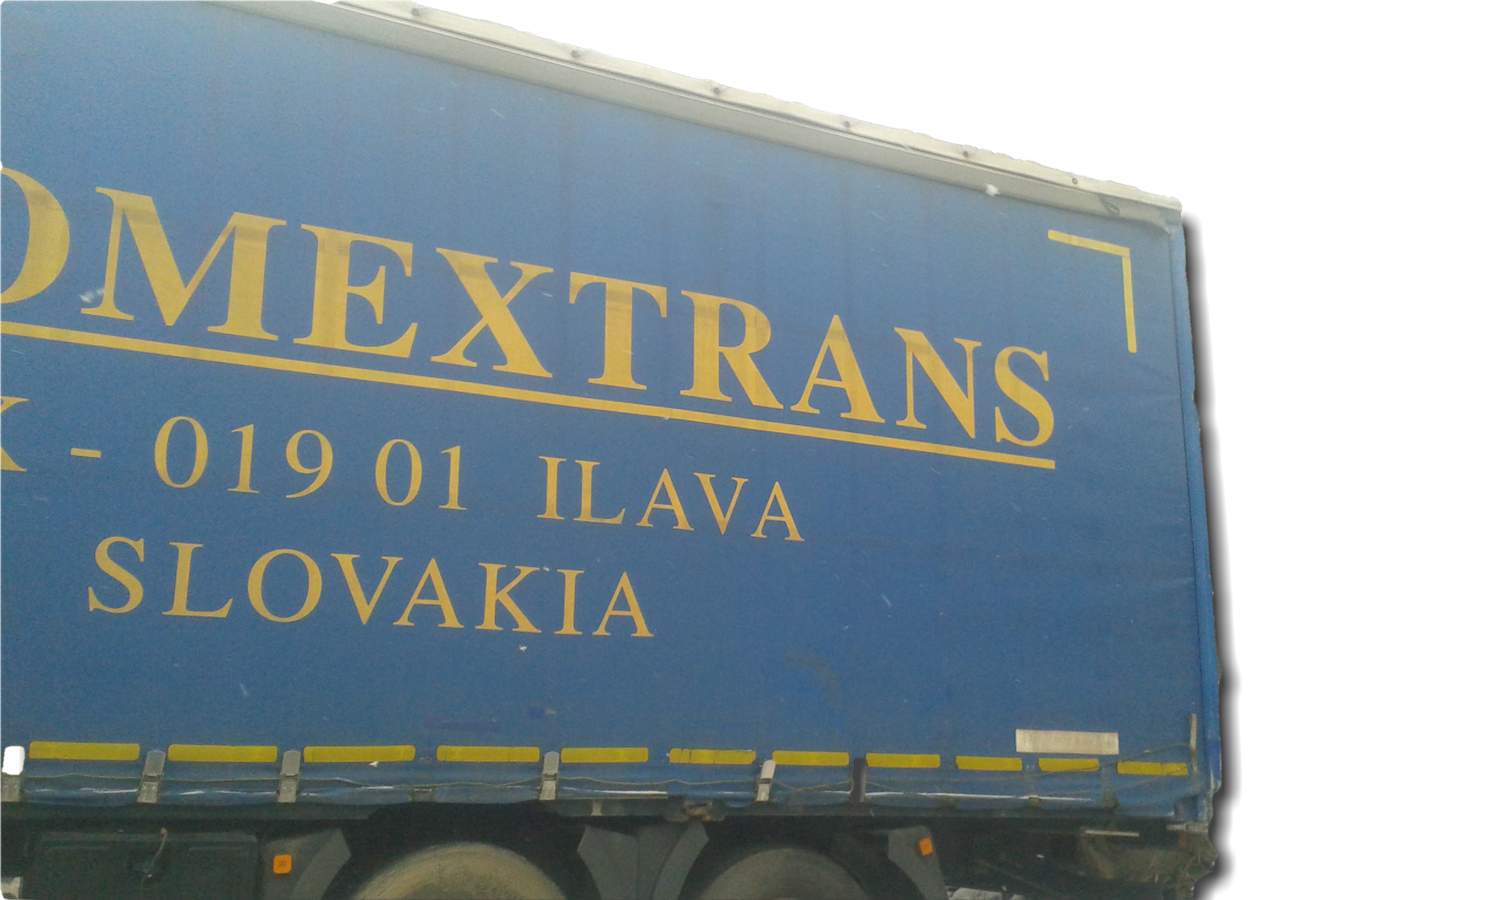 OMEXTRANS
K - 019 01 ILAVA
SLOVAKIA